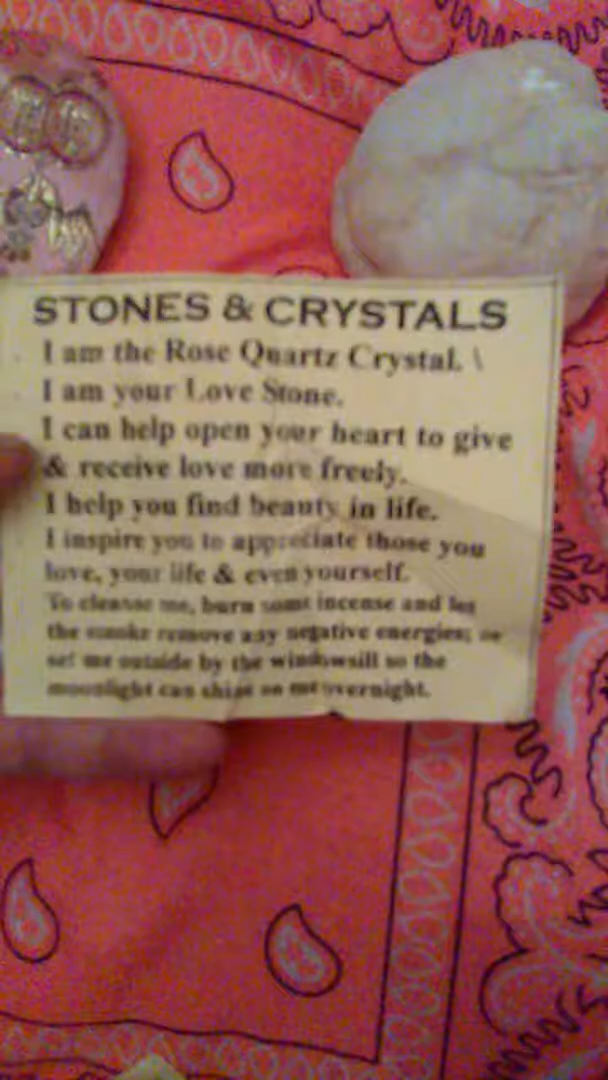 STONES & CRYSTALS
I am the Rose Quartz Crystal. \
I am your Love Stone.
I can help open your heart to give
& receive love more freely.
I help you find beauty in life.
I inspire you to appreciate those you
love, your life & even yourself.
To cleanse me, burn some incense and let
the smoke remove any negative energies; or
set me outside by the windowsill so the
moonlight can shine on me overnight.